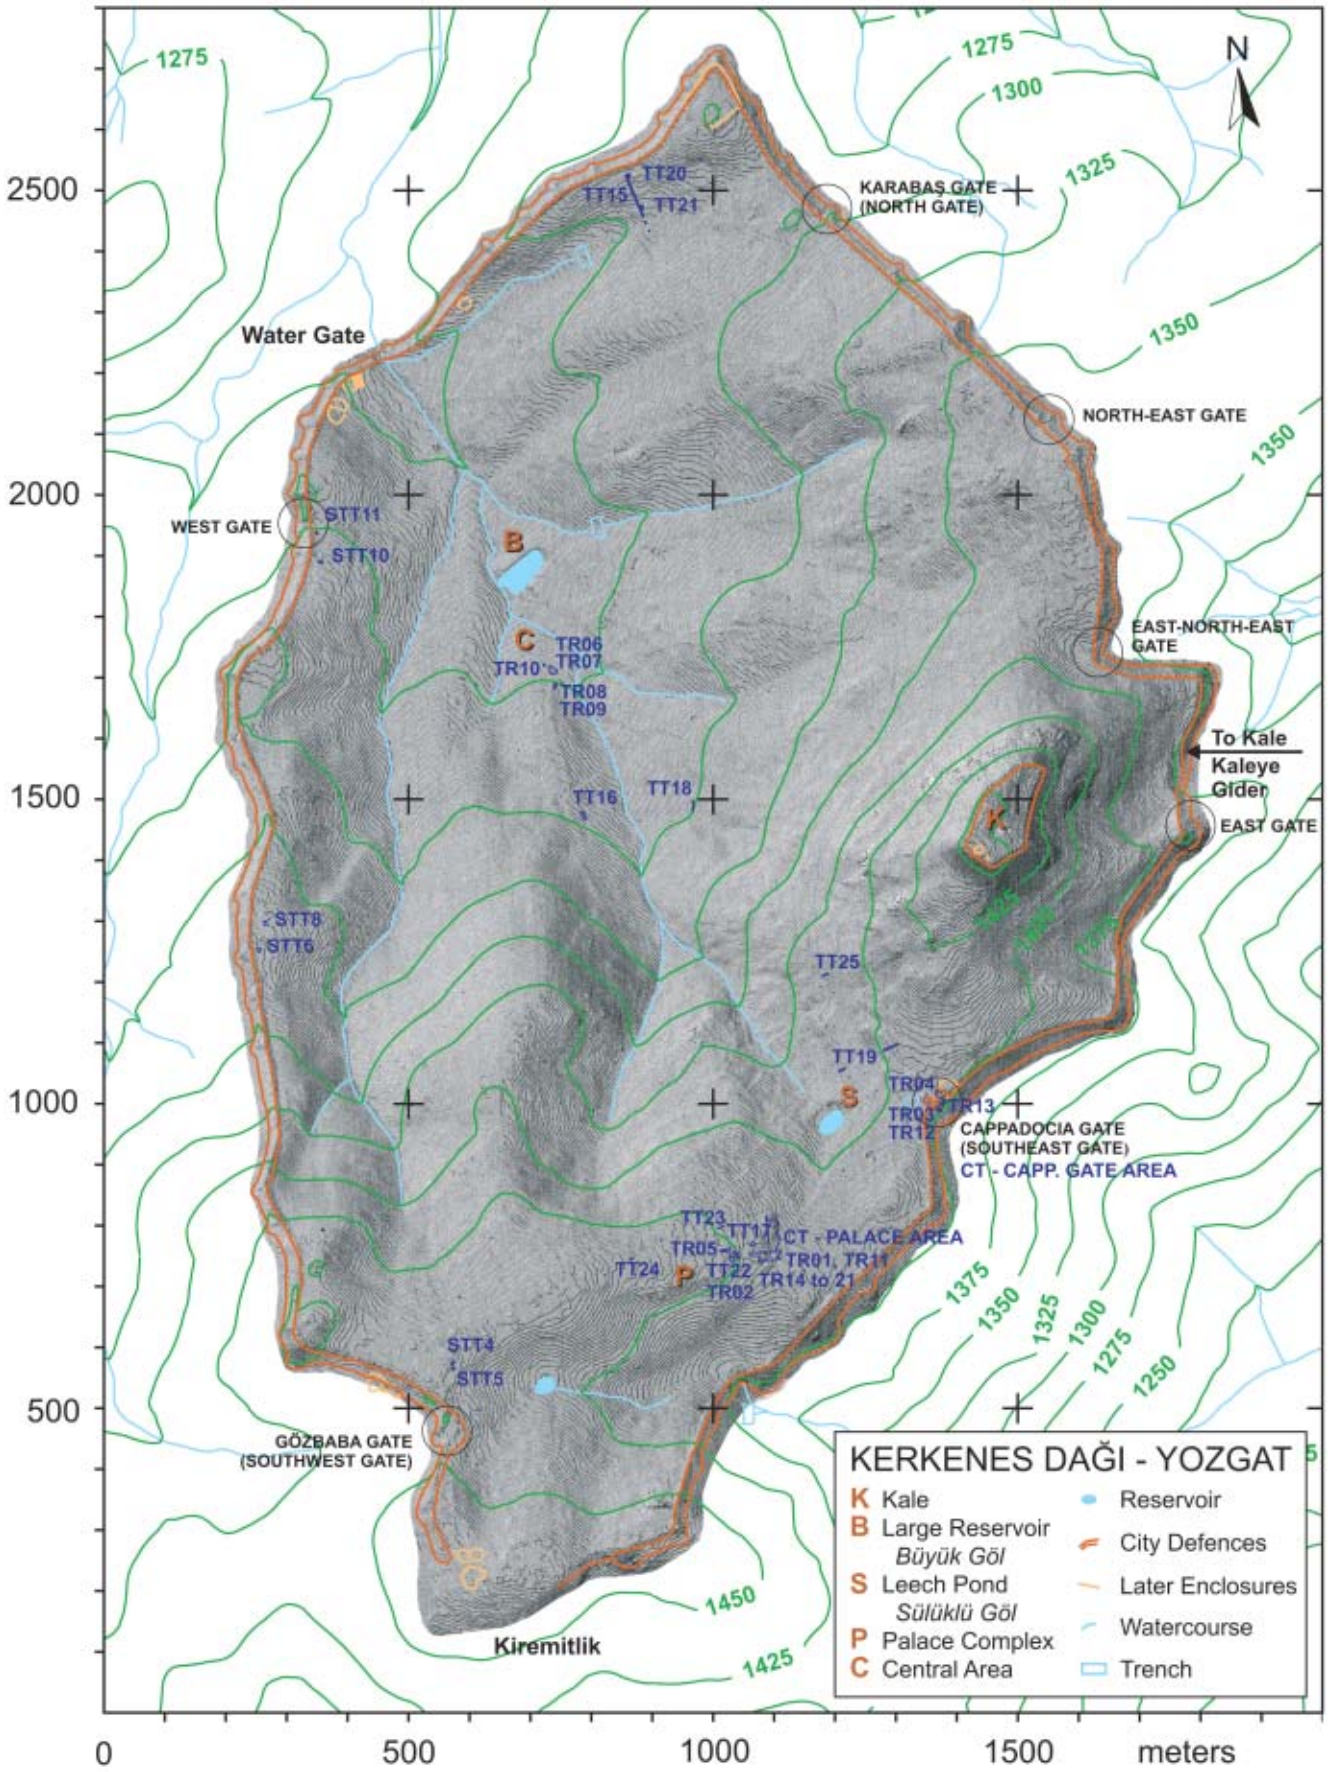 1275
1275
1300
1325
1350
1350
N
2500
2000
1500
1000
500
TT20
TT15
TT21
KARABAŞ GATE
(NORTH GATE)
Water Gate
NORTH-EAST GATE
WEST GATE
STT11
STT10
B
C
TR06
TR07
TR10
TR08
TR09
EAST-NORTH-EAST
GATE
To Kale
Kaleye
Gider
EAST GATE
TT16
TT18
K
1425
STT8
STT6
TT25
TT19
S
TR04
TR13
TR03
TR12
CAPPADOCIA GATE
(SOUTHEAST GATE)
CT - CAPP. GATE AREA
TT23
TT17
CT - PALACE AREA
TR05
TR01, TR11
TT24
P
TT22
TR14 to 21
TR02
STT4
STT5
1375
1350
1325
1300
1275
1250
GÖZBABA GATE
(SOUTHWEST GATE)
Kiremitlik
1450
1425
KERKENES DAĞI - YOZGAT
K Kale
B Large Reservoir
Büyük Göl
S Leech Pond
Sülüklü Göl
P Palace Complex
C Central Area
Reservoir
City Defences
Later Enclosures
Watercourse
Trench
5
0
500
1000
1500
meters